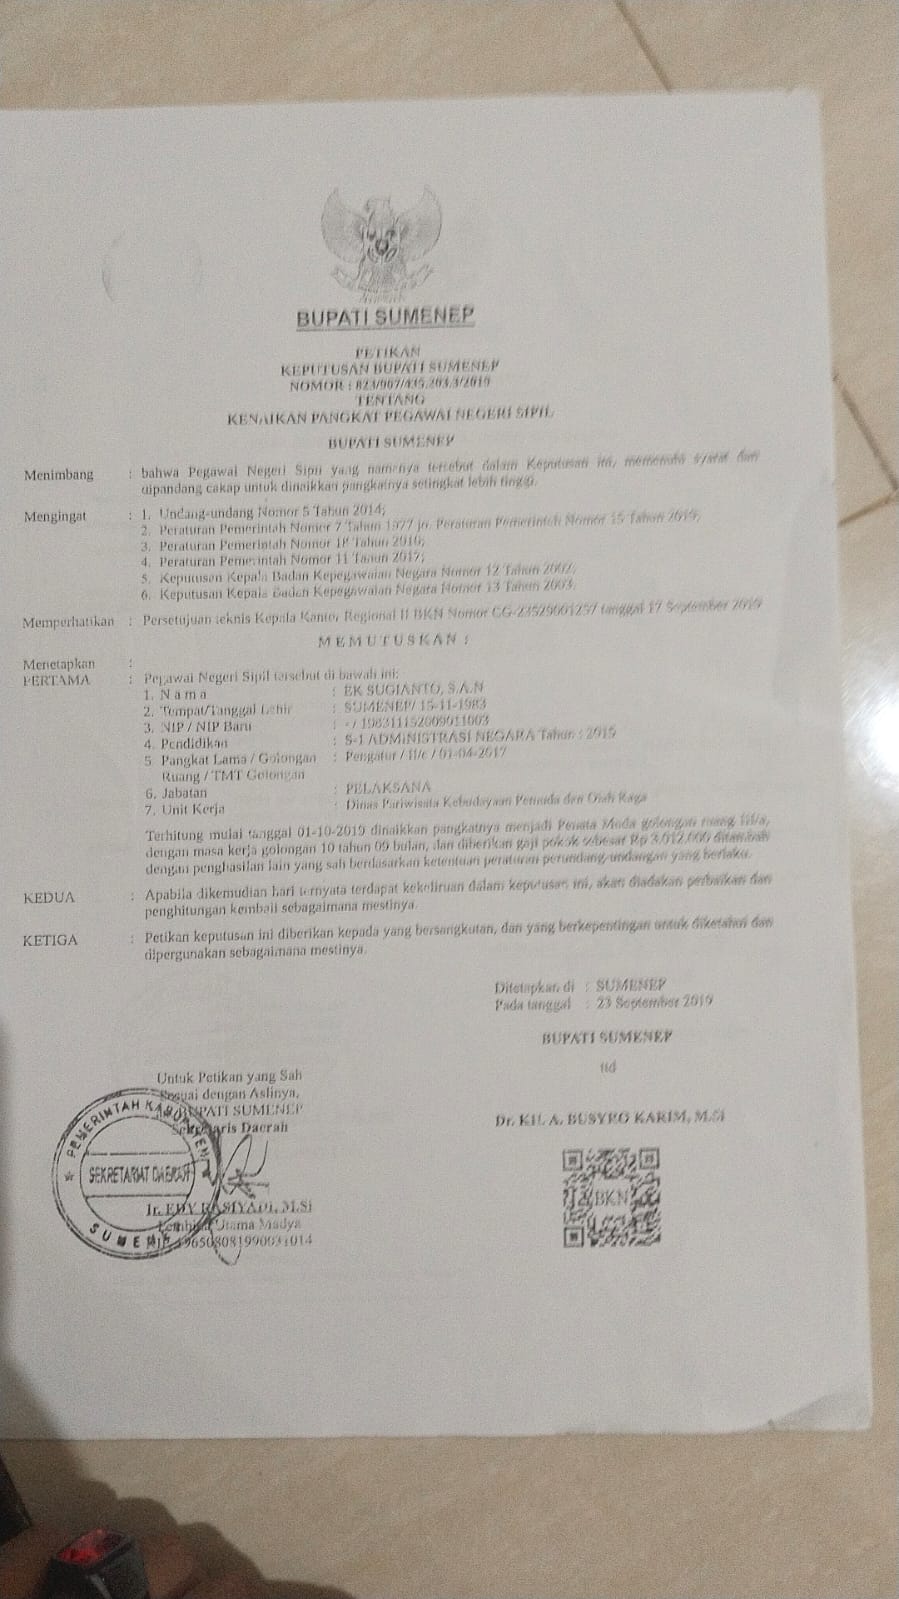 BUPATI SUMENEP
PETIKAN
KEPUTUSAN BUPATI SUMENEP
NOMOR : 823/907/435.203.3/2019
TENTANG
KENAIKAN PANGKAT PEGAWAI NEGERI SIPIL
BUPATI SUMENEP
Menimbang : bahwa Pegawai Negeri Sipil yang namanya tersebut dalam Keputusan ini, memenuhi syarat dan
dipandang cakap untuk dinaikkan pangkatnya setingkat lebih tinggi.
Mengingat : 1. Undang-undang Nomor 5 Tahun 2014;
2. Peraturan Pemerintah Nomor 7 Tahun 1977 jo. Peraturan Pemerintah Nomor 15 Tahun 2019;
3. Peraturan Pemerintah Nomor 18 Tahun 2016;
4. Peraturan Pemerintah Nomor 11 Tahun 2017;
5. Keputusan Kepala Badan Kepegawaian Negara Nomor 12 Tahun 2002;
6. Keputusan Kepala Badan Kepegawaian Negara Nomor 13 Tahun 2003;
Memperhatikan : Persetujuan teknis Kepala Kantor Regional II BKN Nomor CG-23529001257 tanggal 17 September 2019
M E M U T U S K A N :
Menetapkan :
PERTAMA : Pegawai Negeri Sipil tersebut di bawah ini:
1. N a m a : EK SUGIANTO, S.A.N
2. Tempat/Tanggal Lahir : SUMENEP/ 15-11-1983
3. NIP / NIP Baru : - / 198311152009011003
4. Pendidikan : S-1 ADMINISTRASI NEGARA Tahun : 2015
5 Pangkat Lama / Golongan : Pengatur / II/c / 01-04-2017
Ruang / TMT Golongan
6. Jabatan : PELAKSANA
7. Unit Kerja : Dinas Pariwisata Kebudayaan Pemuda dan Olah Raga
Terhitung mulai tanggal 01-10-2019 dinaikkan pangkatnya menjadi Penata Muda golongan ruang III/a,
dengan masa kerja golongan 10 tahun 09 bulan, dan diberikan gaji pokok sebesar Rp 3.012.000 ditambah
dengan penghasilan lain yang sah berdasarkan ketentuan peraturan perundang-undangan yang berlaku.
KEDUA : Apabila dikemudian hari ternyata terdapat kekeliruan dalam keputusan ini, akan diadakan perbaikan dan
penghitungan kembali sebagaimana mestinya.
KETIGA : Petikan keputusan ini diberikan kepada yang bersangkutan, dan yang berkepentingan untuk diketahui dan
dipergunakan sebagaimana mestinya.
Ditetapkan di : SUMENEP
Pada tanggal : 23 September 2019
BUPATI SUMENEP
ttd
Dr. KH. A. BUSYRO KARIM, M.Si
BKN
Untuk Petikan yang Sah
Sesuai dengan Aslinya,
BUPATI SUMENEP
Sekretaris Daerah
PEMERINTAH KABUPATEN
SEKRETARIAT DAERAH
SUMENEP
Ir. EDY RASIYADI, M.Si
Pembina Utama Madya